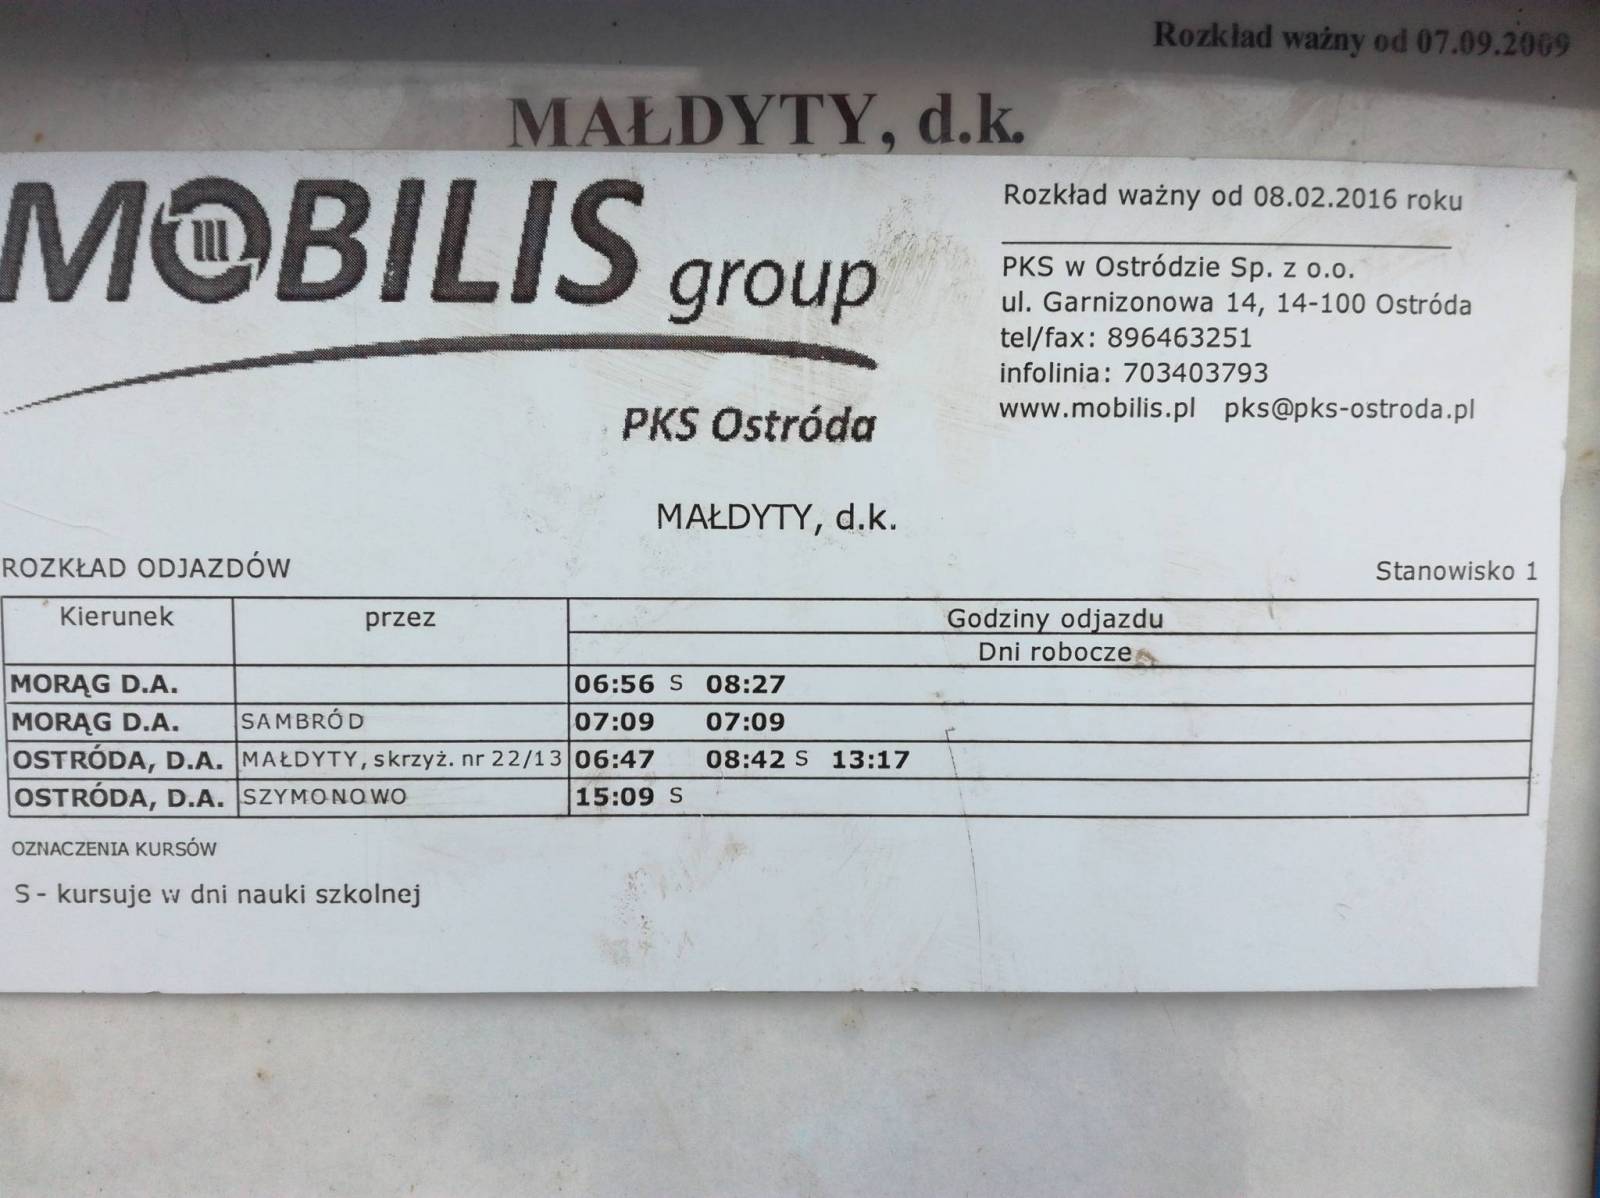 Rozkład ważny od 07.09.2009
MAŁDYTY, d.k.
MOBILIS group
PKS Ostróda
Rozkład ważny od 08.02.2016 roku
PKS w Ostródzie Sp. z o.o.
ul. Garnizonowa 14, 14-100 Ostróda
tel/fax: 896463251
infolinia: 703403793
www.mobilis.pl pks@pks-ostroda.pl
MAŁDYTY, d.k.
ROZKŁAD ODJAZDÓW Stanowisko 1
Kierunek przez Godziny odjazdu
Dni robocze
MORĄG D.A. 06:56 S 08:27
MORĄG D.A. SAMBRÓD 07:09 07:09
OSTRÓDA, D.A. MAŁDYTY, skrzyż. nr 22/13 06:47 08:42 S 13:17
OSTRÓDA, D.A. SZYMONOWO 15:09 S
OZNACZENIA KURSÓW
S - kursuje w dni nauki szkolnej